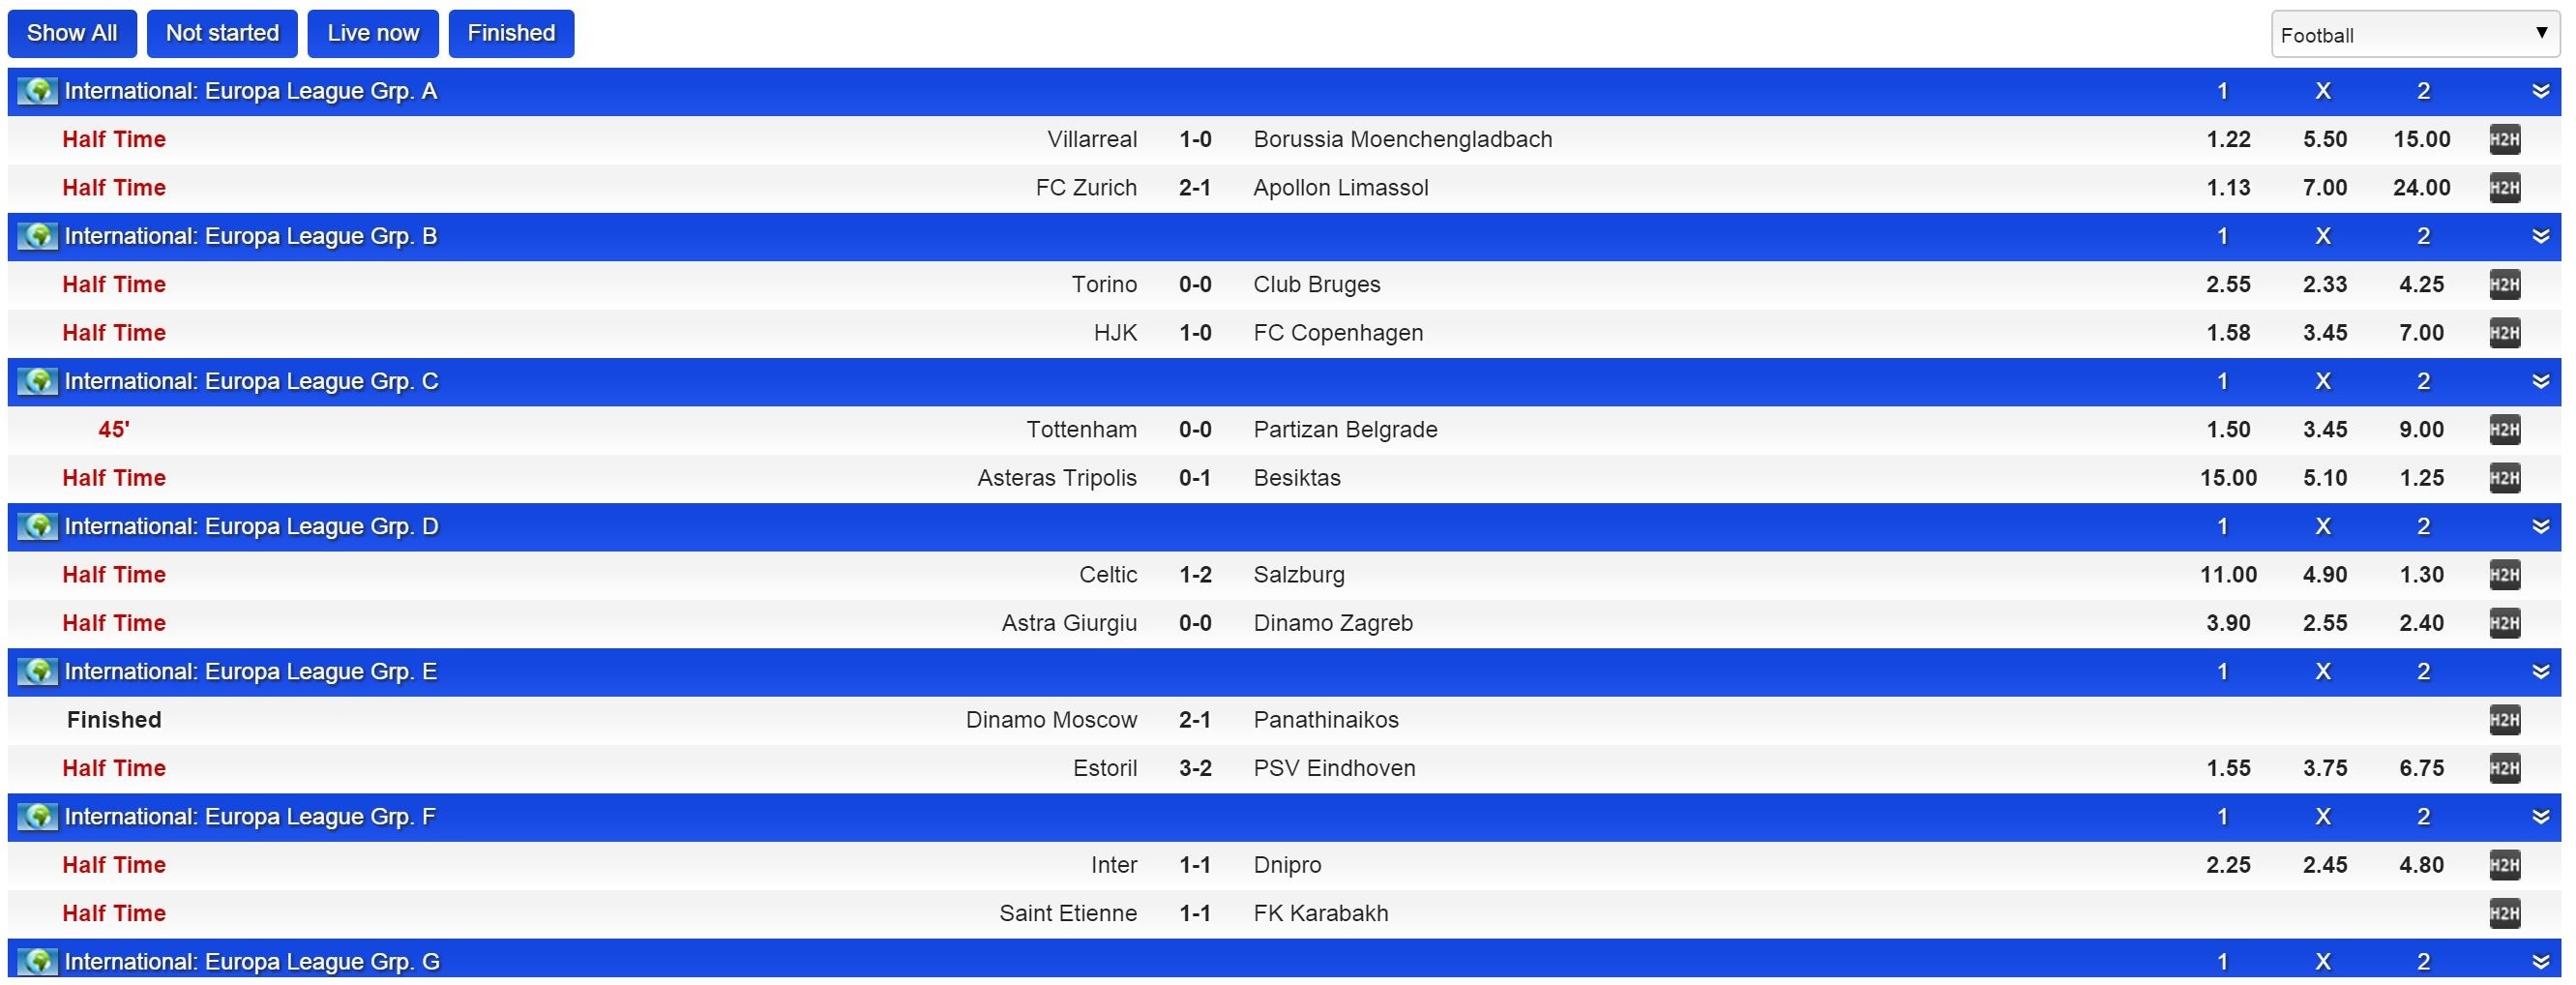 Show All Not started Live now Finished Football
International: Europa League Grp. A 1 X 2
Half Time Villarreal 1-0 Borussia Moenchengladbach 1.22 5.50 15.00 H2H
Half Time FC Zurich 2-1 Apollon Limassol 1.13 7.00 24.00 H2H
International: Europa League Grp. B 1 X 2
Half Time Torino 0-0 Club Bruges 2.55 2.33 4.25 H2H
Half Time HJK 1-0 FC Copenhagen 1.58 3.45 7.00 H2H
International: Europa League Grp. C 1 X 2
45' Tottenham 0-0 Partizan Belgrade 1.50 3.45 9.00 H2H
Half Time Asteras Tripolis 0-1 Besiktas 15.00 5.10 1.25 H2H
International: Europa League Grp. D 1 X 2
Half Time Celtic 1-2 Salzburg 11.00 4.90 1.30 H2H
Half Time Astra Giurgiu 0-0 Dinamo Zagreb 3.90 2.55 2.40 H2H
International: Europa League Grp. E 1 X 2
Finished Dinamo Moscow 2-1 Panathinaikos H2H
Half Time Estoril 3-2 PSV Eindhoven 1.55 3.75 6.75 H2H
International: Europa League Grp. F 1 X 2
Half Time Inter 1-1 Dnipro 2.25 2.45 4.80 H2H
Half Time Saint Etienne 1-1 FK Karabakh H2H
International: Europa League Grp. G 1 X 2